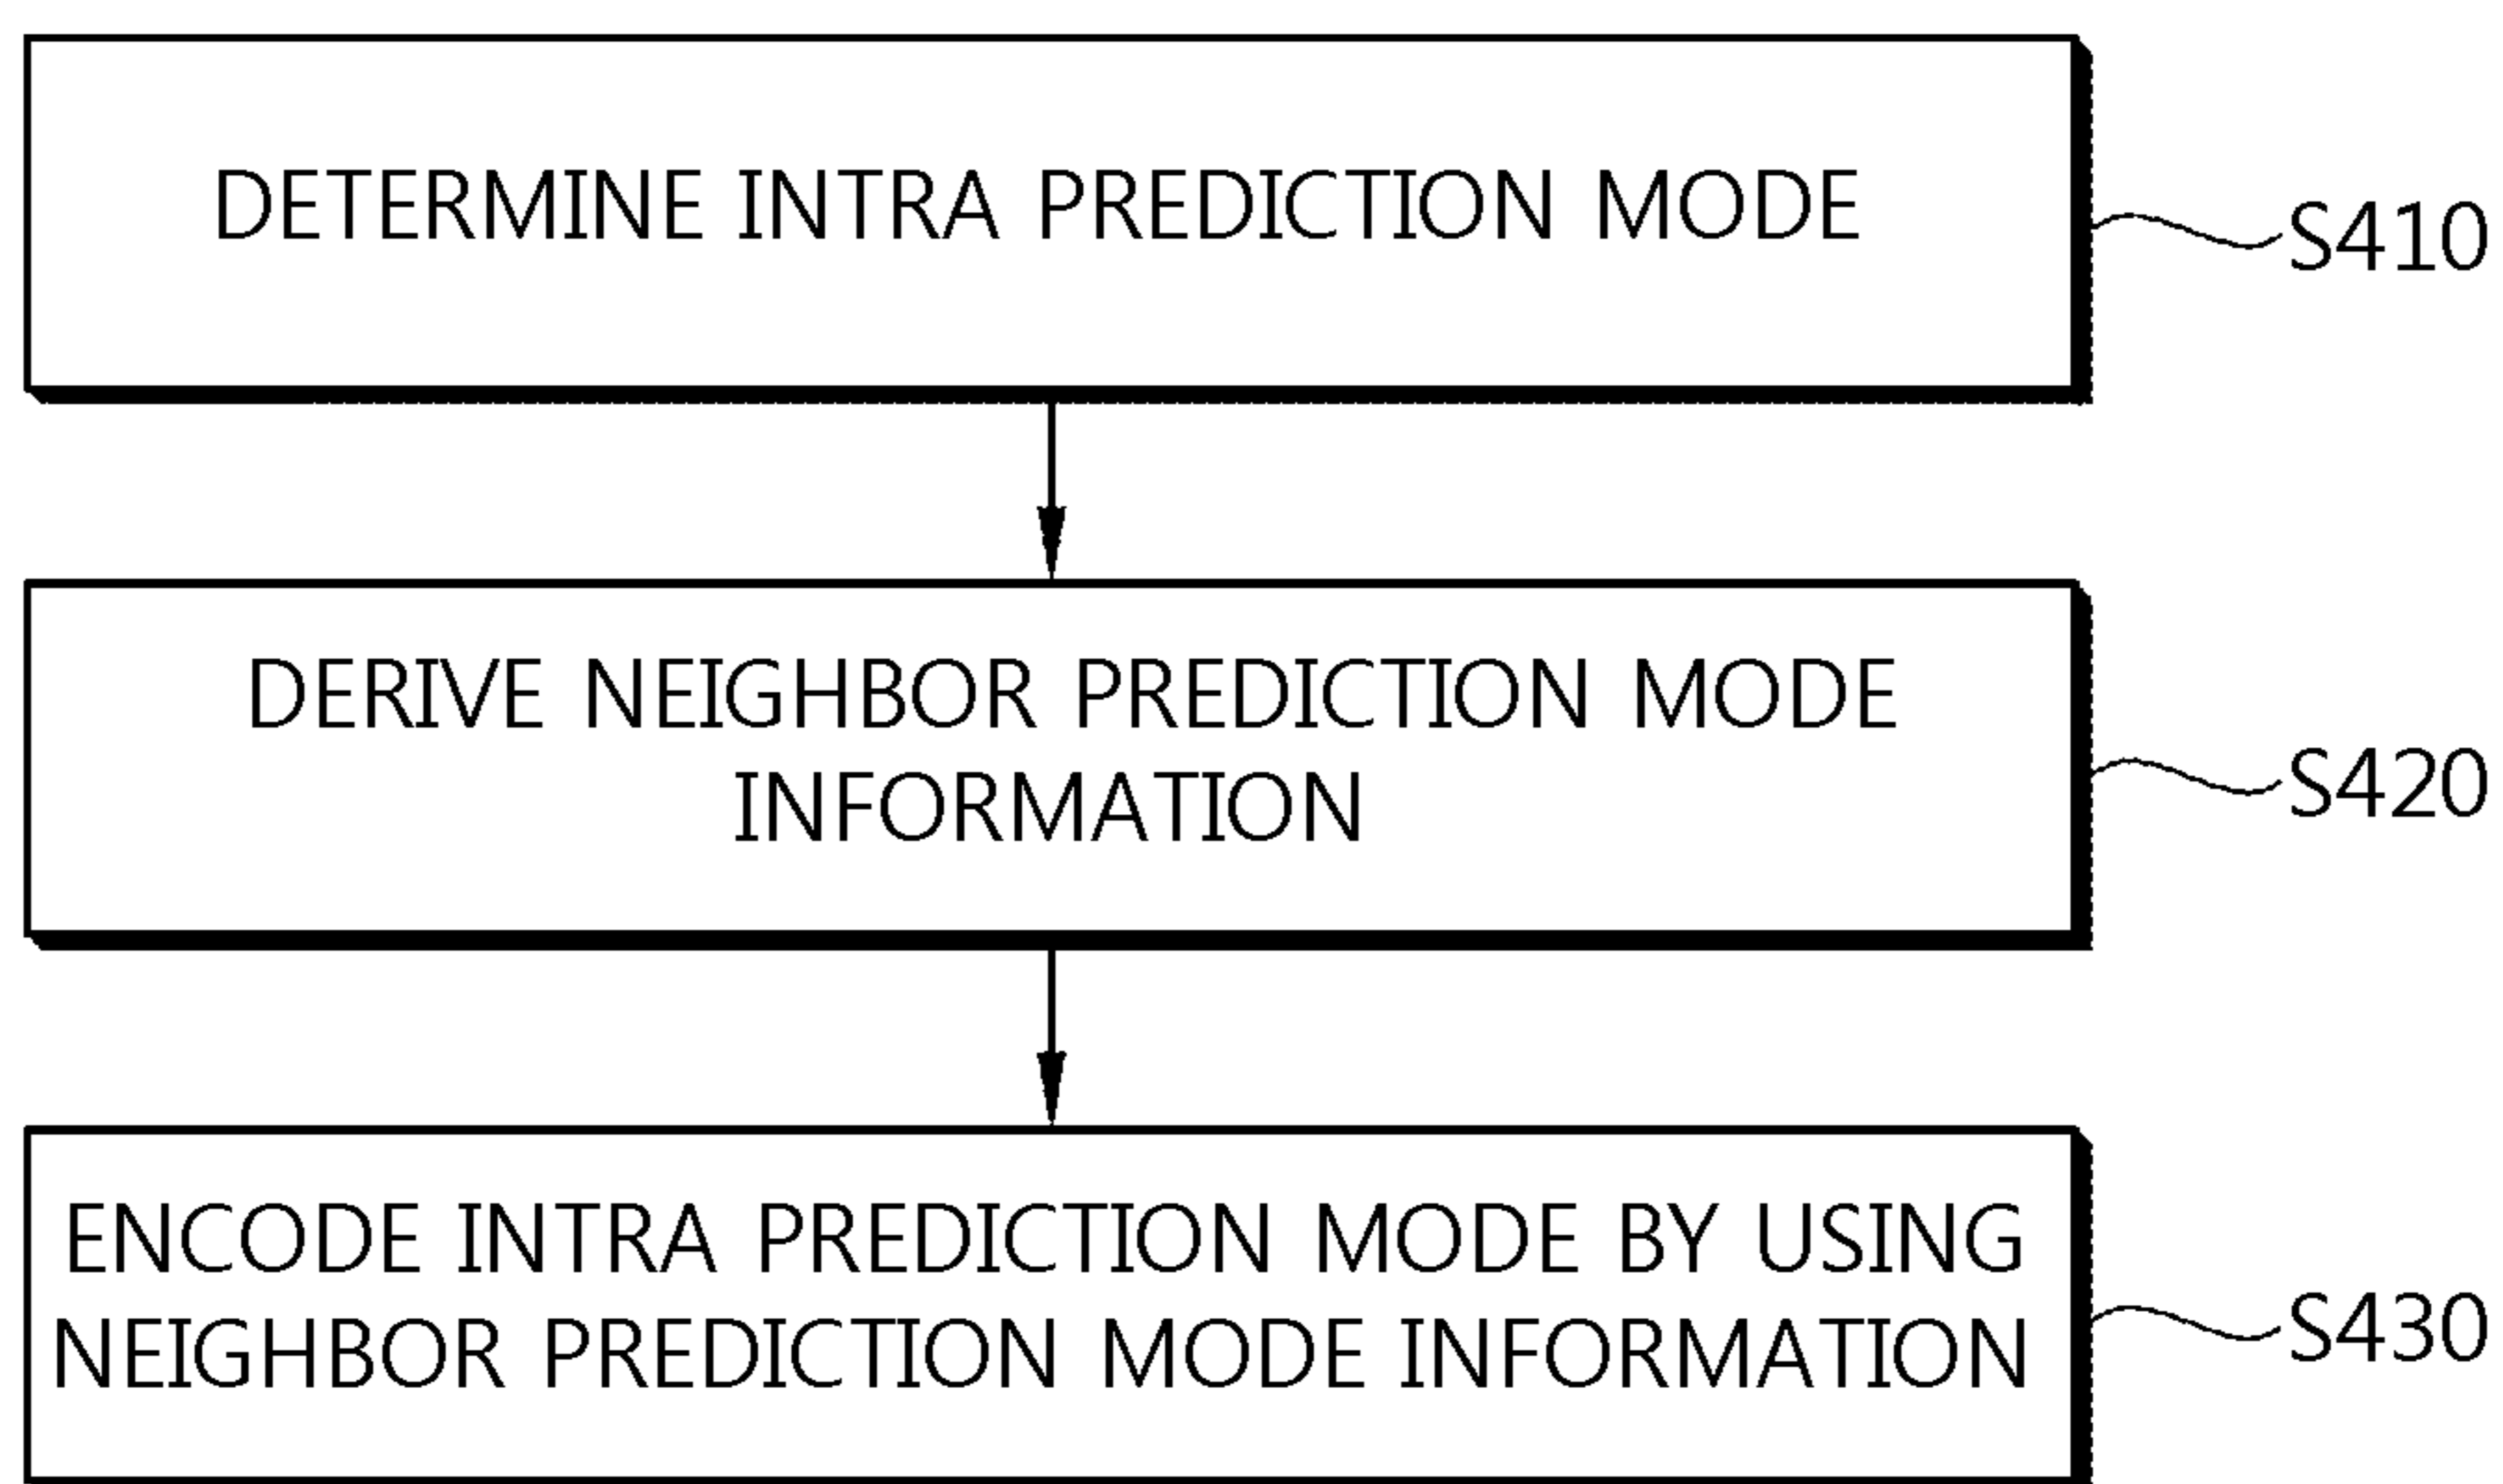 DETERMINE INTRA PREDICTION MODE
S410
DERIVE NEIGHBOR PREDICTION MODE
INFORMATION
S420
ENCODE INTRA PREDICTION MODE BY USING
NEIGHBOR PREDICTION MODE INFORMATION
S430